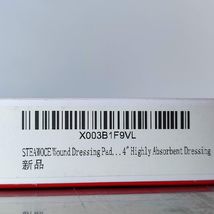 X003B1F9VL
STEAWOCE Wound Dressing Pad...4" Highly Absorbent Dressing
新品